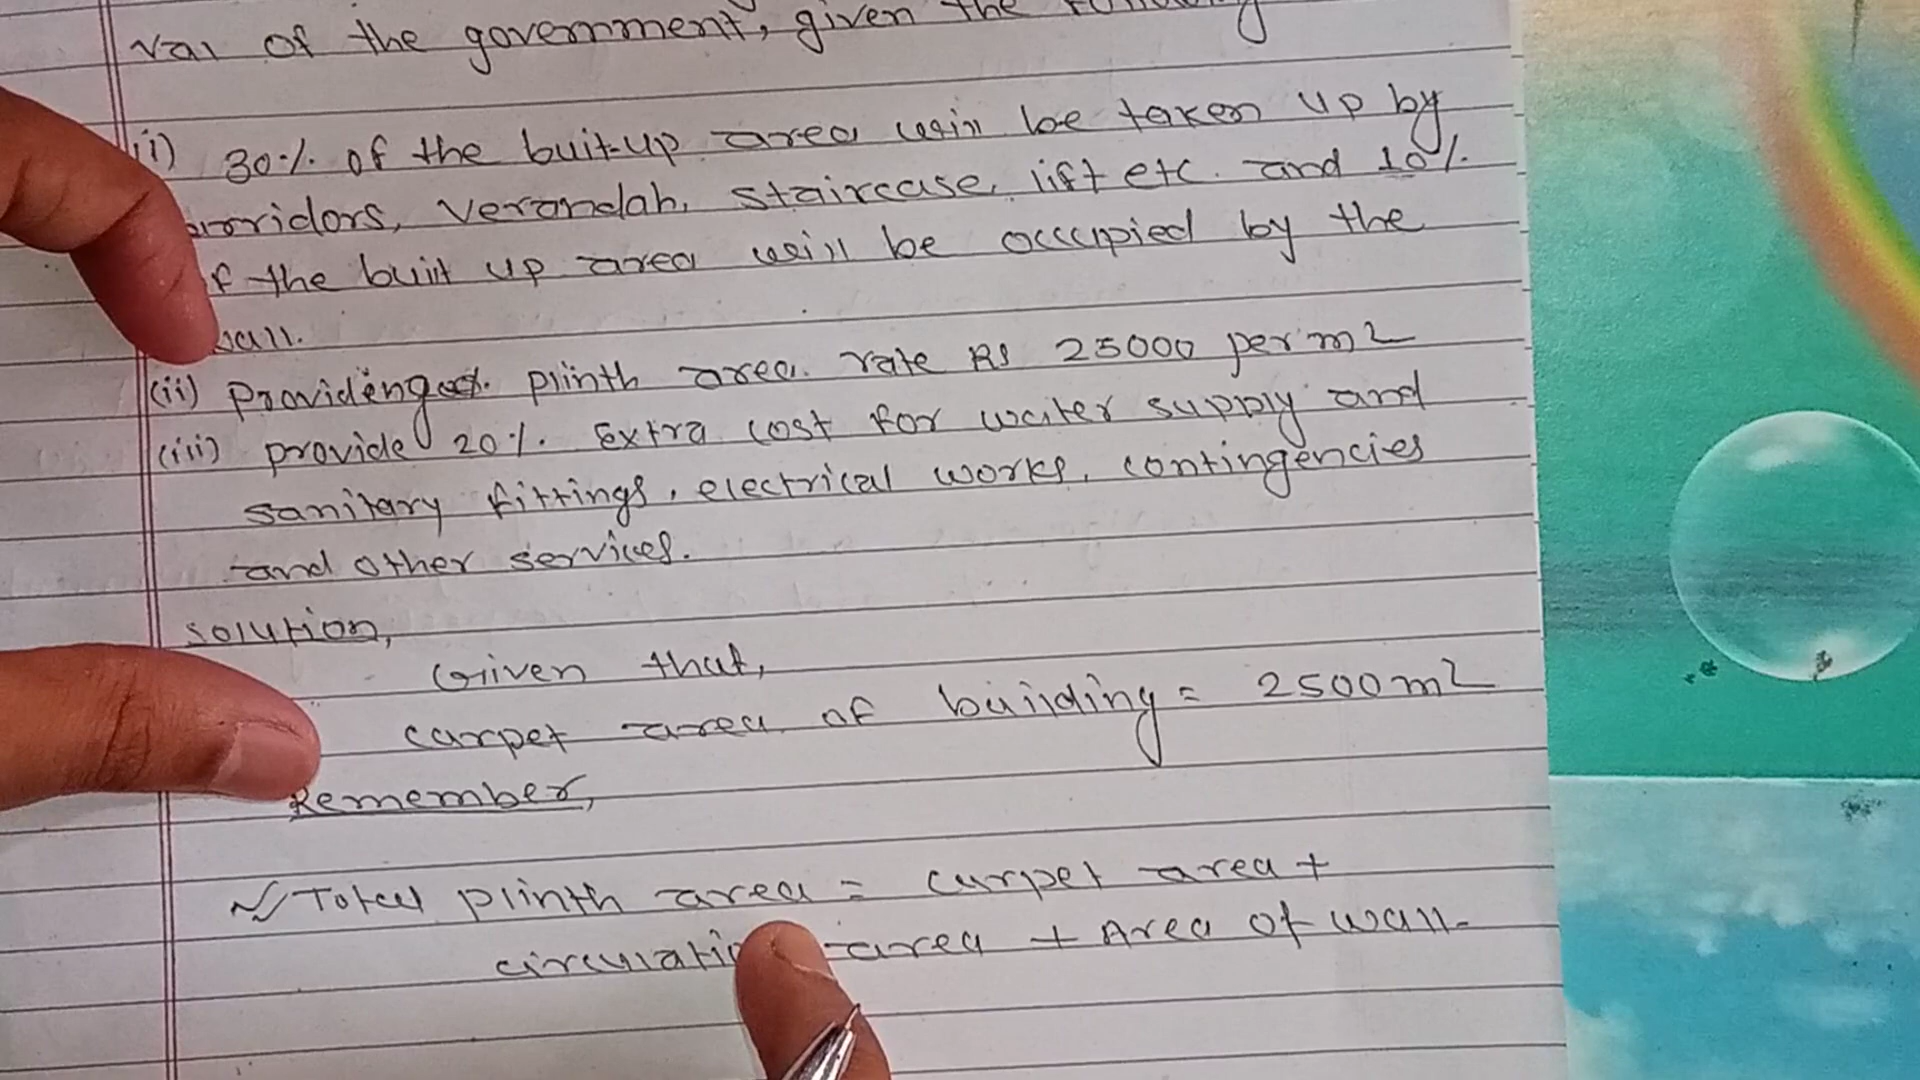 val of the government, given the following
i) 30% of the buit-up area will be taken up by
corridors, Verandah, staircase, lift etc. and 10%
f the built up area will be occupied by the
wall.
(ii) Providing plinth area rate RS 25000 per m2
(iii) provide 20% Extra cost for water supply and
sanitary fittings, electrical works, contingencies
and other services.
solution,
Given that,
carpet area of building = 2500m2
Remember,
Total plinth area = carpet area +
circulatio area + Area of wall.